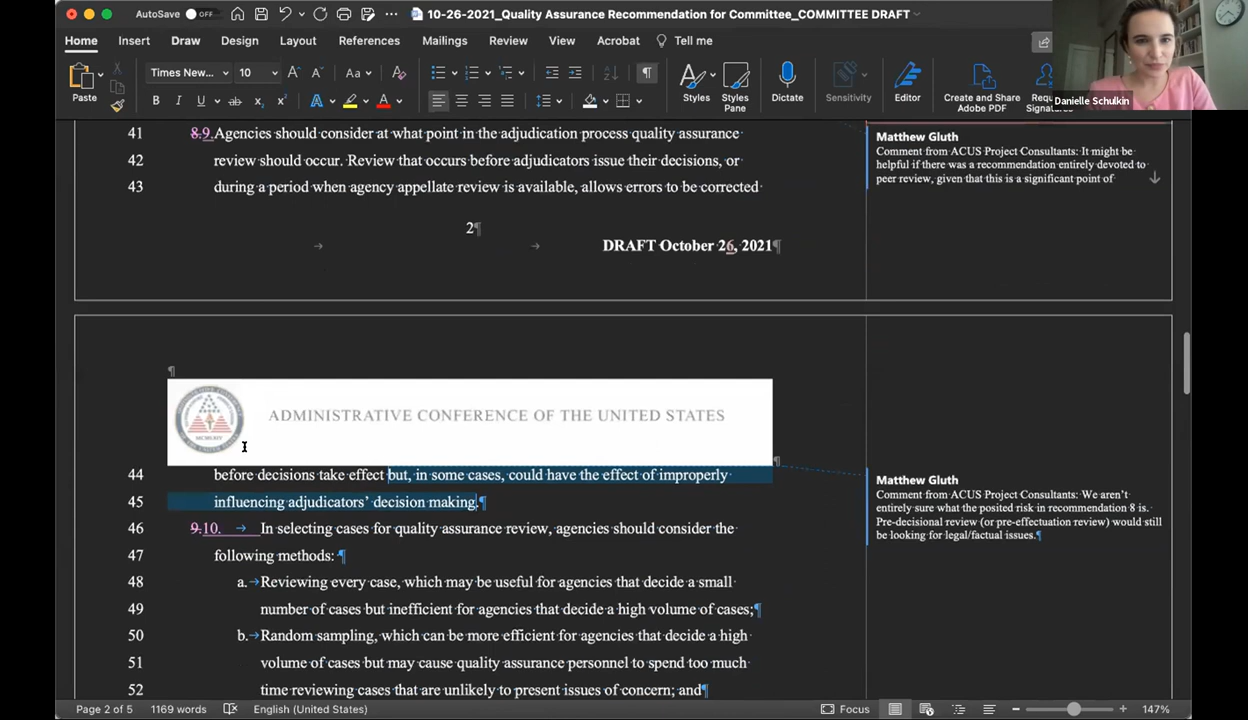 AutoSave OFF 10-26-2021_Quality Assurance Recommendation for Committee_COMMITTEE DRAFT
Home Insert Draw Design Layout References Mailings Review View Acrobat Tell me
Times New... 10 Aa
Paste Styles Styles Pane Dictate Sensitivity Editor Create and Share Adobe PDF
Danielle Schulkin
41 8.9. Agencies should consider at what point in the adjudication process quality assurance
42 review should occur. Review that occurs before adjudicators issue their decisions, or
43 during a period when agency appellate review is available, allows errors to be corrected
2
DRAFT October 26, 2021
Matthew Gluth
Comment from ACUS Project Consultants: It might be
helpful if there was a recommendation entirely devoted to
peer review, given that this is a significant point of
ADMINISTRATIVE CONFERENCE OF THE UNITED STATES
44 before decisions take effect but, in some cases, could have the effect of improperly
45 influencing adjudicators' decision making.
46 9.10. In selecting cases for quality assurance review, agencies should consider the
47 following methods:
48 a. Reviewing every case, which may be useful for agencies that decide a small
49 number of cases but inefficient for agencies that decide a high volume of cases;
50 b. Random sampling, which can be more efficient for agencies that decide a high
51 volume of cases but may cause quality assurance personnel to spend too much
52 time reviewing cases that are unlikely to present issues of concern; and
Matthew Gluth
Comment from ACUS Project Consultants: We aren't
entirely sure what the posited risk in recommendation 8 is.
Pre-decisional review (or pre-effectuation review) would still
be looking for legal/factual issues.
Page 2 of 5 1169 words English (United States) Focus 147%